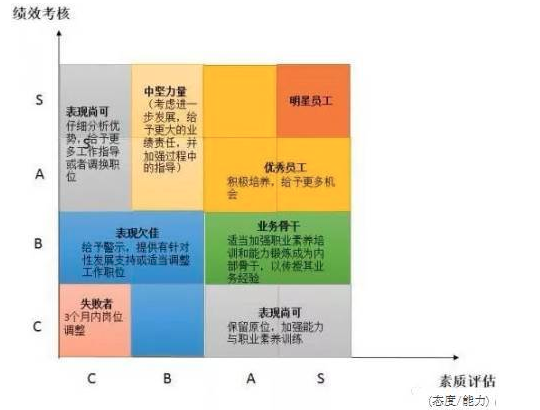 绩效考核
S
A
B
C
表现尚可
仔细分析优
势,给予更
多工作指导
或者调换职
位
S
中坚力量
(考虑进一
步发展,给
予更大的业
绩责任,并
加强过程中
的指导)
明星员工
优秀员工
积极培养,给予更多机
会
表现欠佳
给予警示,提供有针对
性发展支持或适当调整
工作职位
业务骨干
适当加强职业素养培
训和能力锻炼成为内
部骨干,以传授其业
务经验
失败者
3个月内岗位
调整
表现尚可
保留原位,加强能力
与职业素养训练
C
B
A
S
素质评估
(态度/能力)